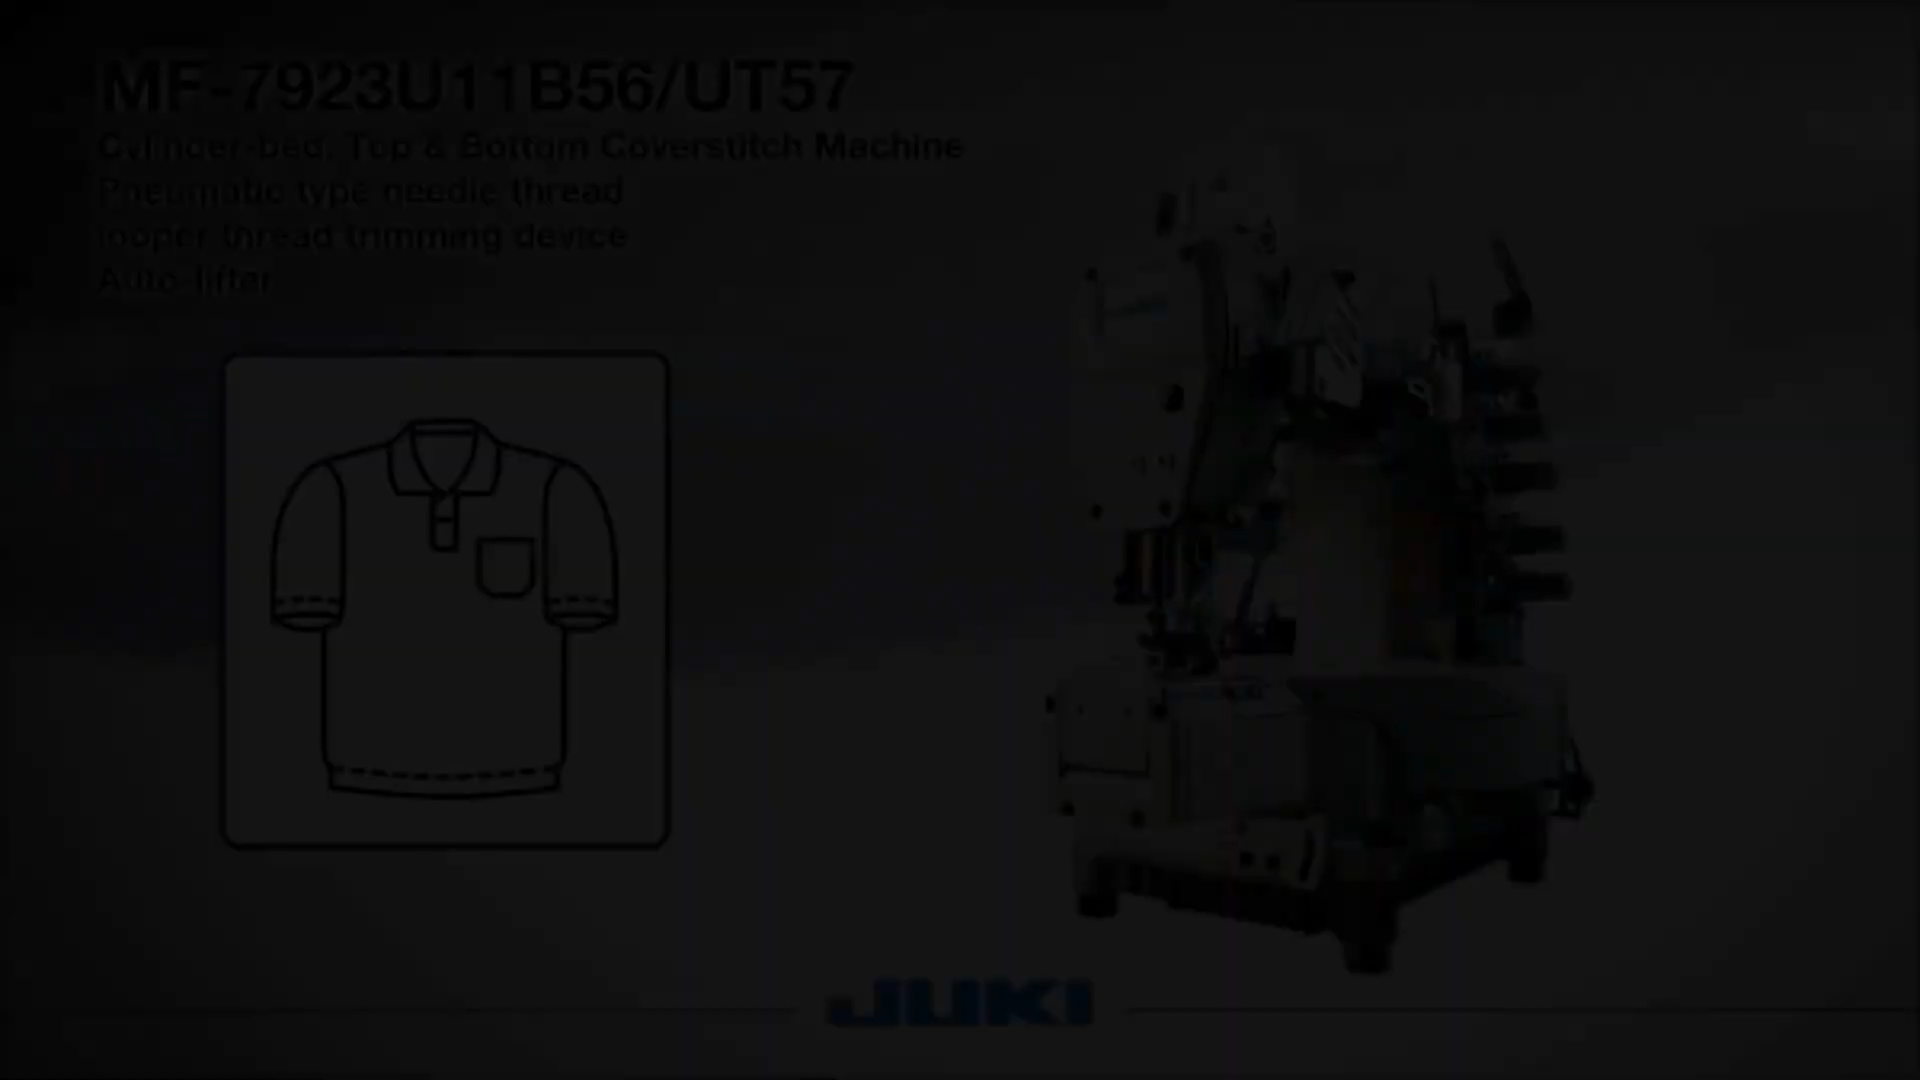 MF-7923U11B56/UT57
Cylinder-bed, Top & Bottom Coverstitch Machine
Pneumatic type needle thread
looper thread trimming device
Auto-lifter
JUKI